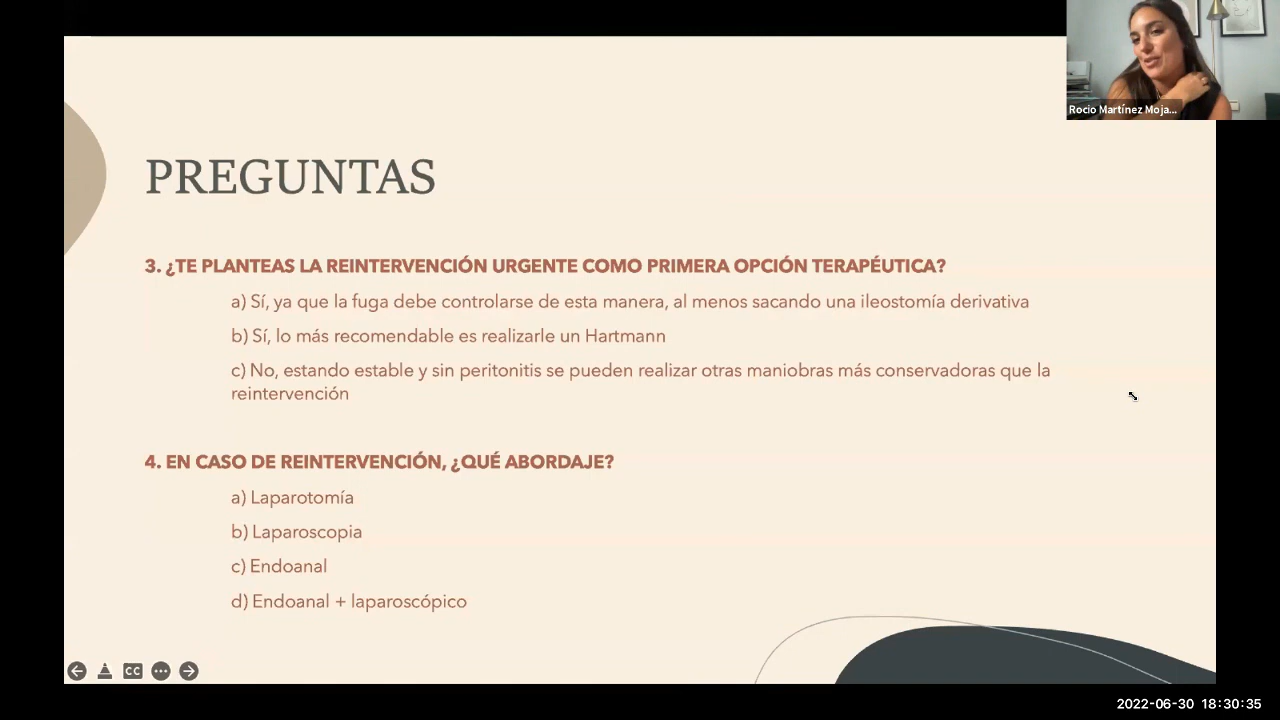 Rocio Martínez Moja...
PREGUNTAS
3. ¿TE PLANTEAS LA REINTERVENCIÓN URGENTE COMO PRIMERA OPCIÓN TERAPÉUTICA?
a) Sí, ya que la fuga debe controlarse de esta manera, al menos sacando una ileostomía derivativa
b) Sí, lo más recomendable es realizarle un Hartmann
c) No, estando estable y sin peritonitis se pueden realizar otras maniobras más conservadoras que la
reintervención
4. EN CASO DE REINTERVENCIÓN, ¿QUÉ ABORDAJE?
a) Laparotomía
b) Laparoscopia
c) Endoanal
d) Endoanal + laparoscópico
CC
2022-06-30 18:30:35